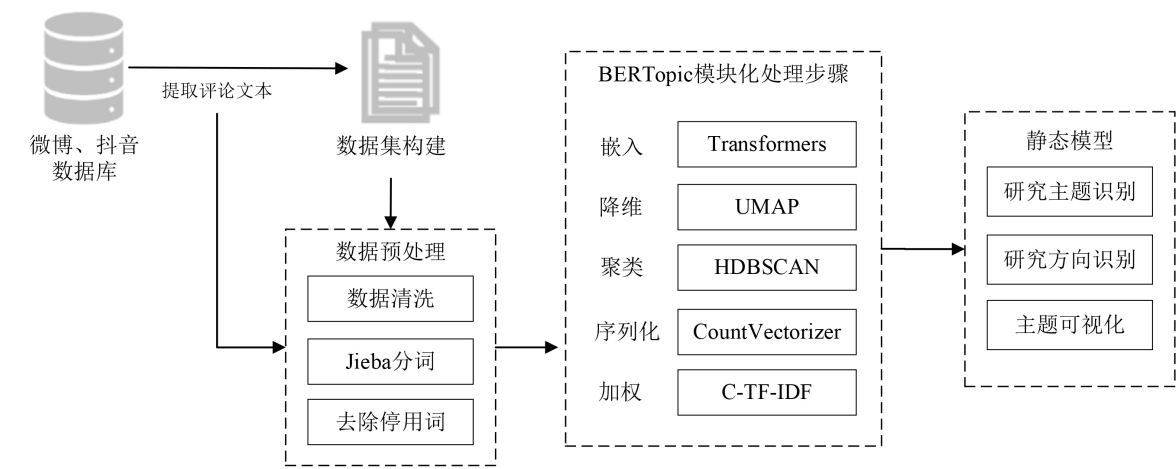 微博、抖音
数据库
提取评论文本
数据集构建
数据预处理
数据清洗
Jieba分词
去除停用词
BERTopic模块化处理步骤
嵌入 Transformers
降维 UMAP
聚类 HDBSCAN
序列化 CountVectorizer
加权 C-TF-IDF
静态模型
研究主题识别
研究方向识别
主题可视化